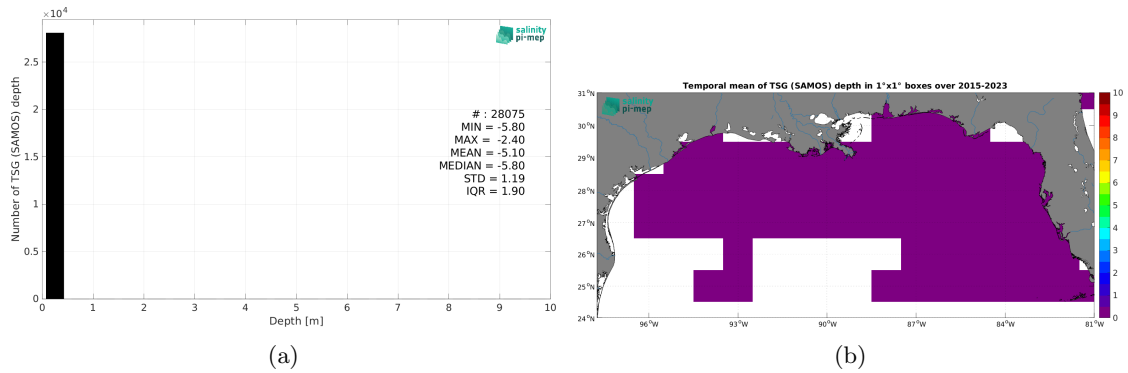 ×10⁴
salinity
pi-mep
2.5
2
1.5
1
0.5
0
Number of TSG (SAMOS) depth
# : 28075
MIN = -5.80
MAX = -2.40
MEAN = -5.10
MEDIAN = -5.80
STD = 1.19
IQR = 1.90
0 1 2 3 4 5 6 7 8 9 10
Depth [m]
(a)
Temporal mean of TSG (SAMOS) depth in 1°x1° boxes over 2015-2023
salinity
pi-mep
31°N
30°N
29°N
28°N
27°N
26°N
25°N
24°N
96°W 93°W 90°W 87°W 84°W 81°W
10
9
8
7
6
5
4
3
2
1
0
(b)